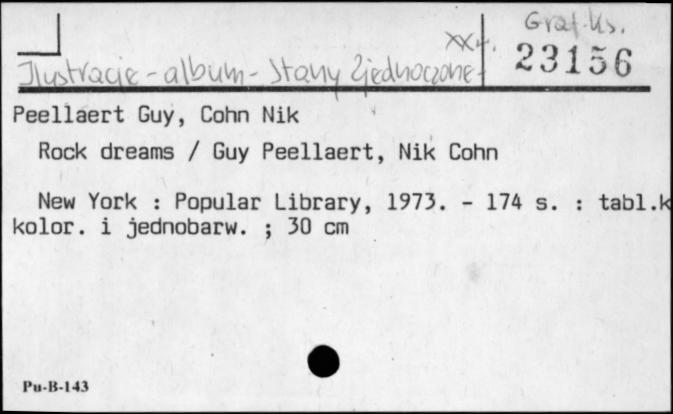 Graf. Ks.
XX w. 23156
Ilustracje - album - Stany Zjednoczone -
Peellaert Guy, Cohn Nik
Rock dreams / Guy Peellaert, Nik Cohn
New York : Popular Library, 1973. - 174 s. : tabl.k
kolor. i jednobarw. ; 30 cm
Pu-B-143